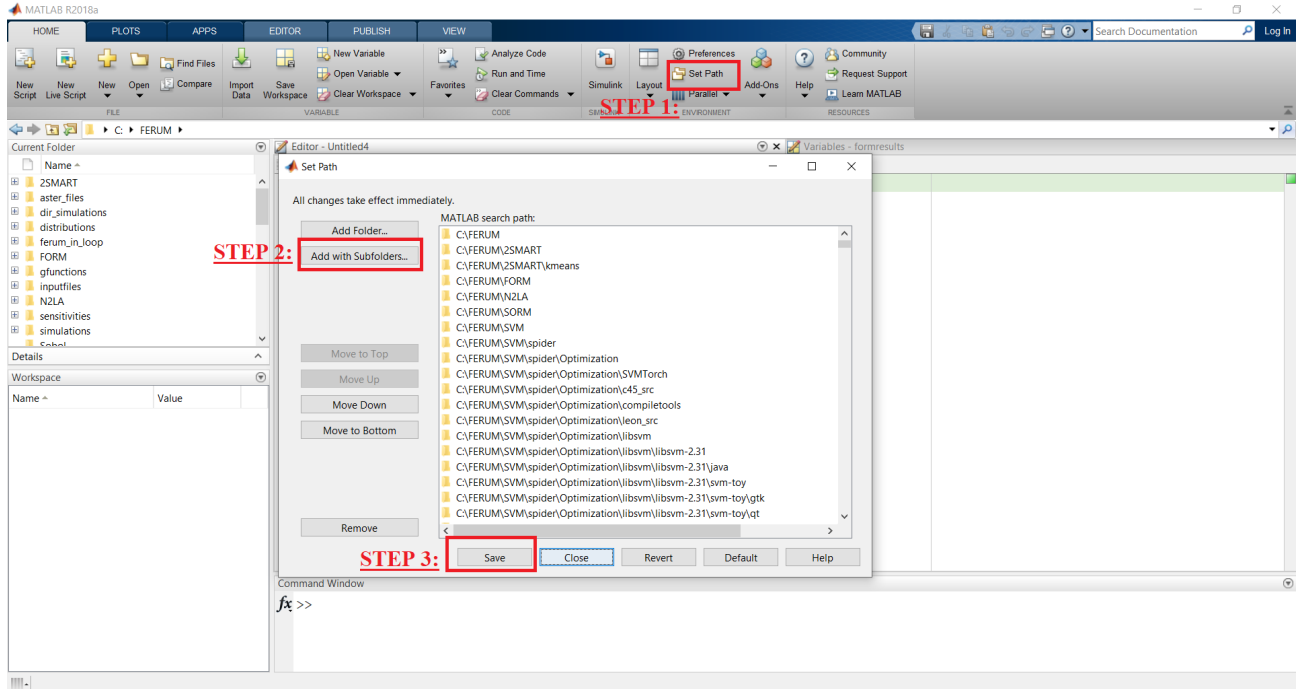 MATLAB R2018a
HOME PLOTS APPS EDITOR PUBLISH VIEW
Search Documentation
Log In
New Script
New Live Script
New
Open
Find Files
Compare
Import Data
Save Workspace
New Variable
Open Variable
Clear Workspace
Favorites
Analyze Code
Run and Time
Clear Commands
Simulink
Layout
Preferences
Set Path
Parallel
Add-Ons
Help
Community
Request Support
Learn MATLAB
FILE
VARIABLE
CODE
ENVIRONMENT
RESOURCES
STEP 1:
C: FERUM
Current Folder
Name
2SMART
aster_files
dir_simulations
distributions
ferum_in_loop
FORM
gfunctions
inputfiles
N2LA
sensitivities
simulations
Sobol
Details
Workspace
Name Value
Editor - Untitled4
Variables - formresults
Set Path
All changes take effect immediately.
Add Folder...
STEP 2:
Add with Subfolders...
Move to Top
Move Up
Move Down
Move to Bottom
Remove
MATLAB search path:
C:\FERUM
C:\FERUM\2SMART
C:\FERUM\2SMART\kmeans
C:\FERUM\FORM
C:\FERUM\N2LA
C:\FERUM\SORM
C:\FERUM\SVM
C:\FERUM\SVM\spider
C:\FERUM\SVM\spider\Optimization
C:\FERUM\SVM\spider\Optimization\SVMTorch
C:\FERUM\SVM\spider\Optimization\c45_src
C:\FERUM\SVM\spider\Optimization\compiletools
C:\FERUM\SVM\spider\Optimization\leon_src
C:\FERUM\SVM\spider\Optimization\libsvm
C:\FERUM\SVM\spider\Optimization\libsvm\libsvm-2.31
C:\FERUM\SVM\spider\Optimization\libsvm\libsvm-2.31\java
C:\FERUM\SVM\spider\Optimization\libsvm\libsvm-2.31\svm-toy
C:\FERUM\SVM\spider\Optimization\libsvm\libsvm-2.31\svm-toy\gtk
C:\FERUM\SVM\spider\Optimization\libsvm\libsvm-2.31\svm-toy\qt
STEP 3:
Save Close Revert Default Help
Command Window
fx >>